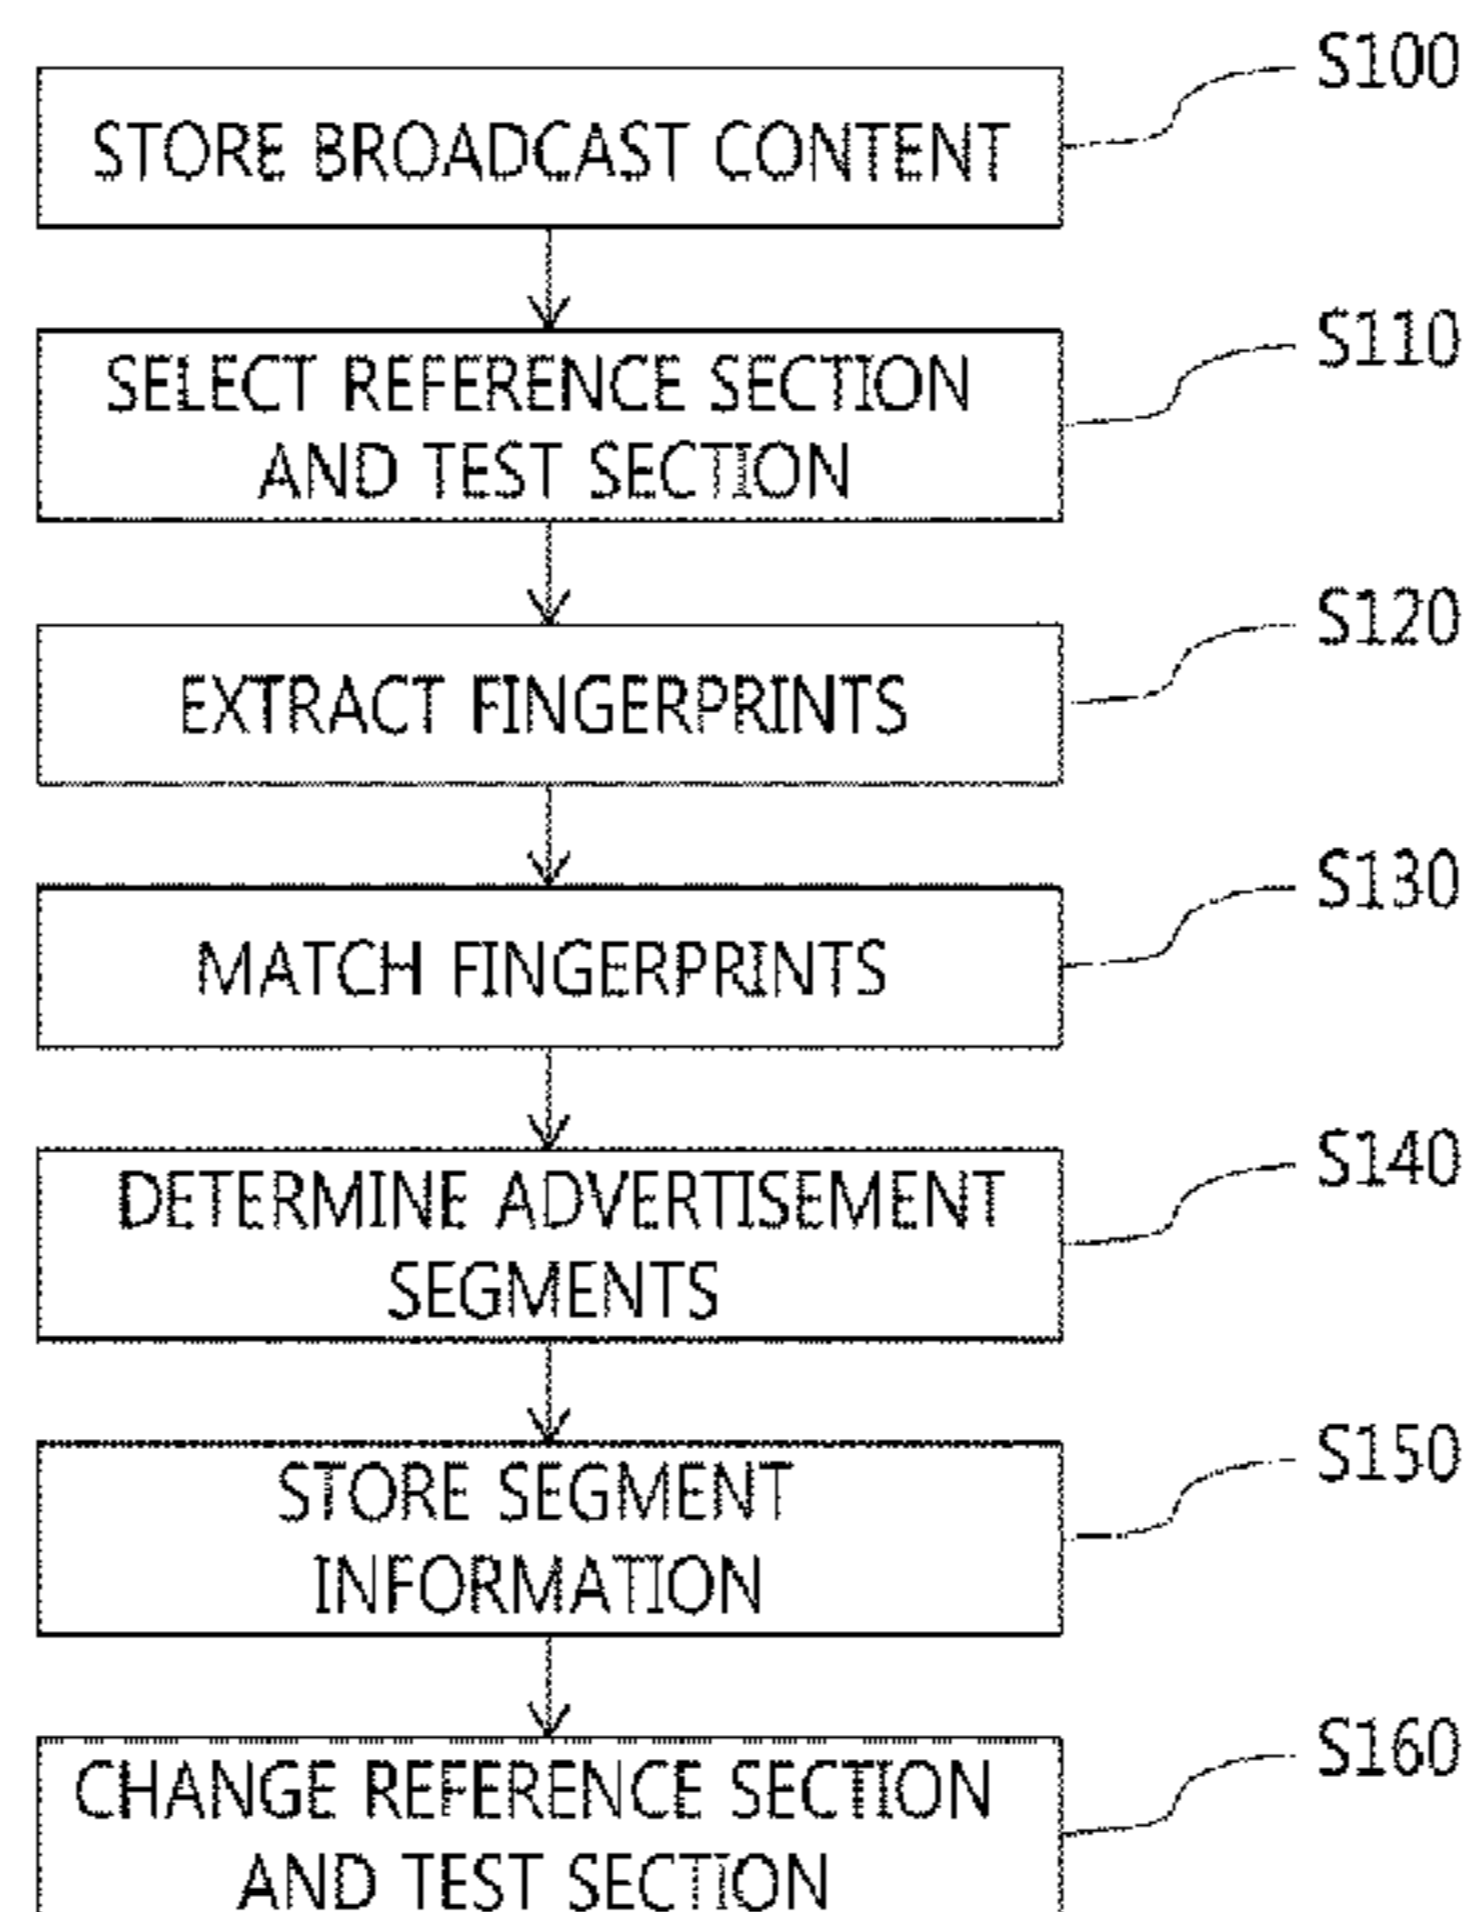 S100
STORE BROADCAST CONTENT
S110
SELECT REFERENCE SECTION
AND TEST SECTION
S120
EXTRACT FINGERPRINTS
S130
MATCH FINGERPRINTS
S140
DETERMINE ADVERTISEMENT
SEGMENTS
S150
STORE SEGMENT
INFORMATION
S160
CHANGE REFERENCE SECTION
AND TEST SECTION